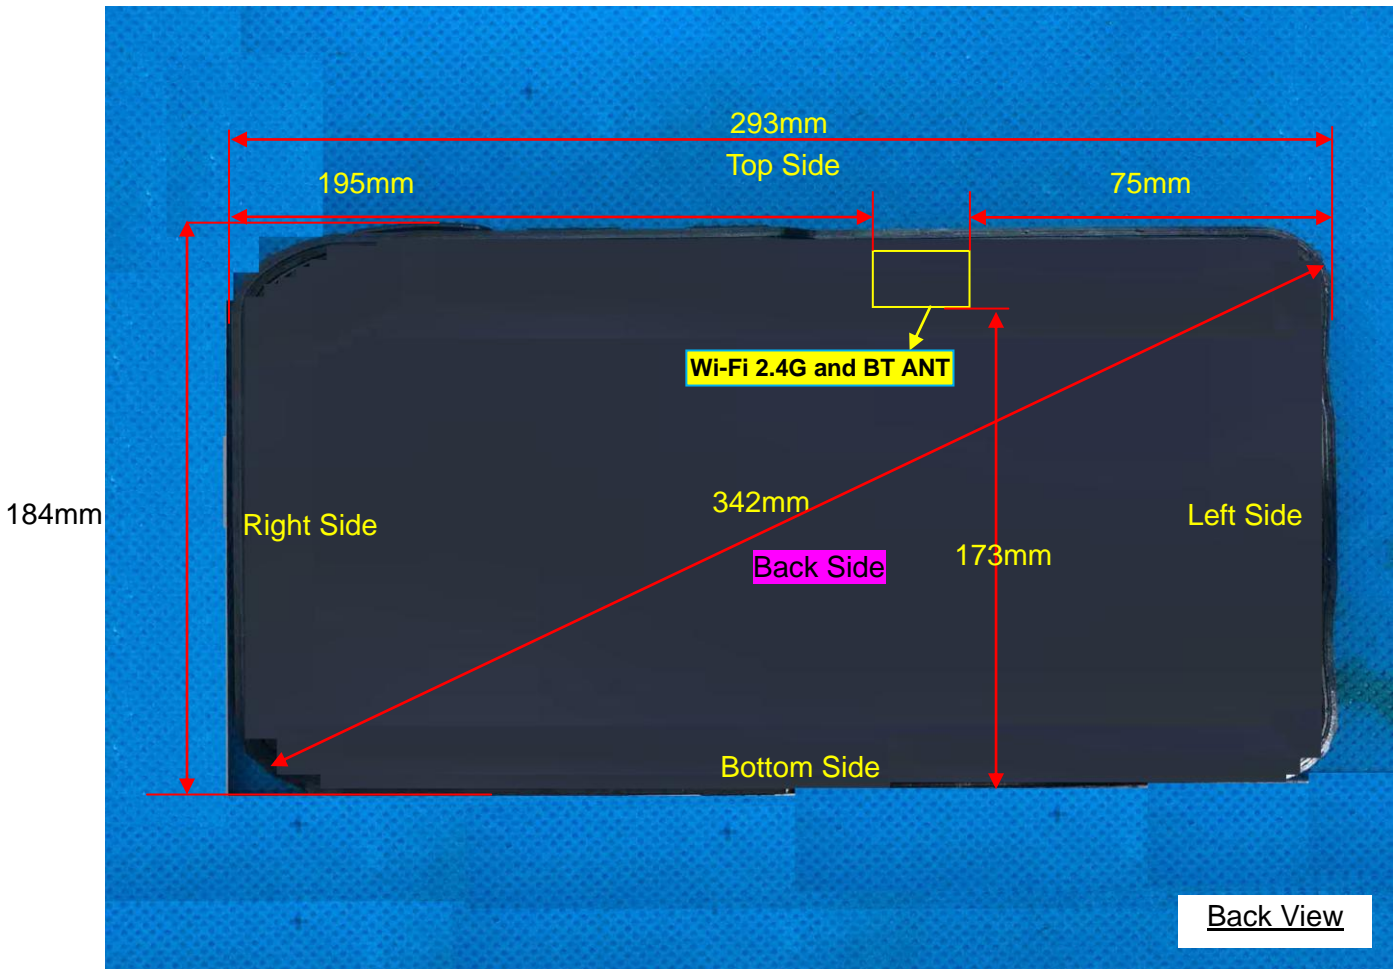 293mm
Top Side
195mm
75mm
Wi-Fi 2.4G and BT ANT
342mm
184mm
Right Side
Left Side
173mm
Back Side
Bottom Side
Back View